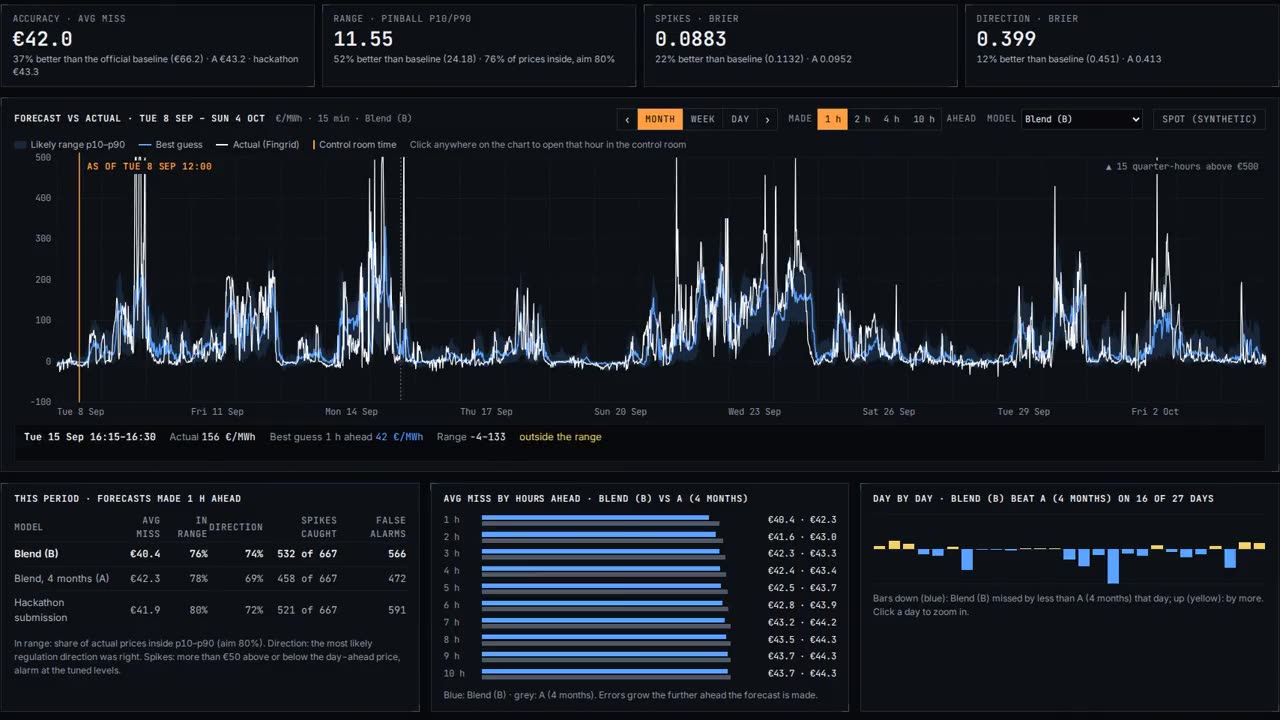 ACCURACY · AVG MISS
€42.0
37% better than the official baseline (€66.2) · A €43.2 · hackathon
€43.3
RANGE · PINBALL P10/P90
11.55
52% better than baseline (24.18) · 76% of prices inside, aim 80%
SPIKES · BRIER
0.0883
22% better than baseline (0.1132) · A 0.0952
DIRECTION · BRIER
0.399
12% better than baseline (0.451) · A 0.413
FORECAST VS ACTUAL · TUE 8 SEP – SUN 4 OCT €/MWh · 15 min · Blend (B)
‹ MONTH WEEK DAY › MADE 1 h 2 h 4 h 10 h AHEAD MODEL Blend (B) SPOT (SYNTHETIC)
Likely range p10–p90 Best guess Actual (Fingrid) Control room time Click anywhere on the chart to open that hour in the control room
AS OF TUE 8 SEP 12:00
▲ 15 quarter-hours above €500
500
400
300
200
100
0
-100
Tue 8 Sep Fri 11 Sep Mon 14 Sep Thu 17 Sep Sun 20 Sep Wed 23 Sep Sat 26 Sep Tue 29 Sep Fri 2 Oct
Tue 15 Sep 16:15–16:30 Actual 156 €/MWh Best guess 1 h ahead 42 €/MWh Range -4–133 outside the range
THIS PERIOD · FORECASTS MADE 1 H AHEAD
MODEL AVG MISS IN RANGE DIRECTION SPIKES CAUGHT FALSE ALARMS
Blend (B) €40.4 76% 74% 532 of 667 566
Blend, 4 months (A) €42.3 78% 69% 458 of 667 472
Hackathon submission €41.9 80% 72% 521 of 667 591
In range: share of actual prices inside p10–p90 (aim 80%). Direction: the most likely
regulation direction was right. Spikes: more than €50 above or below the day-ahead price,
alarm at the tuned levels.
AVG MISS BY HOURS AHEAD · BLEND (B) VS A (4 MONTHS)
1 h €40.4 · €42.3
2 h €41.6 · €43.0
3 h €42.3 · €43.3
4 h €42.4 · €43.4
5 h €42.5 · €43.7
6 h €42.8 · €43.9
7 h €43.2 · €44.2
8 h €43.5 · €44.3
9 h €43.7 · €44.3
10 h €43.7 · €44.3
Blue: Blend (B) · grey: A (4 months). Errors grow the further ahead the forecast is made.
DAY BY DAY · BLEND (B) BEAT A (4 MONTHS) ON 16 OF 27 DAYS
Bars down (blue): Blend (B) missed by less than A (4 months) that day; up (yellow): by more.
Click a day to zoom in.